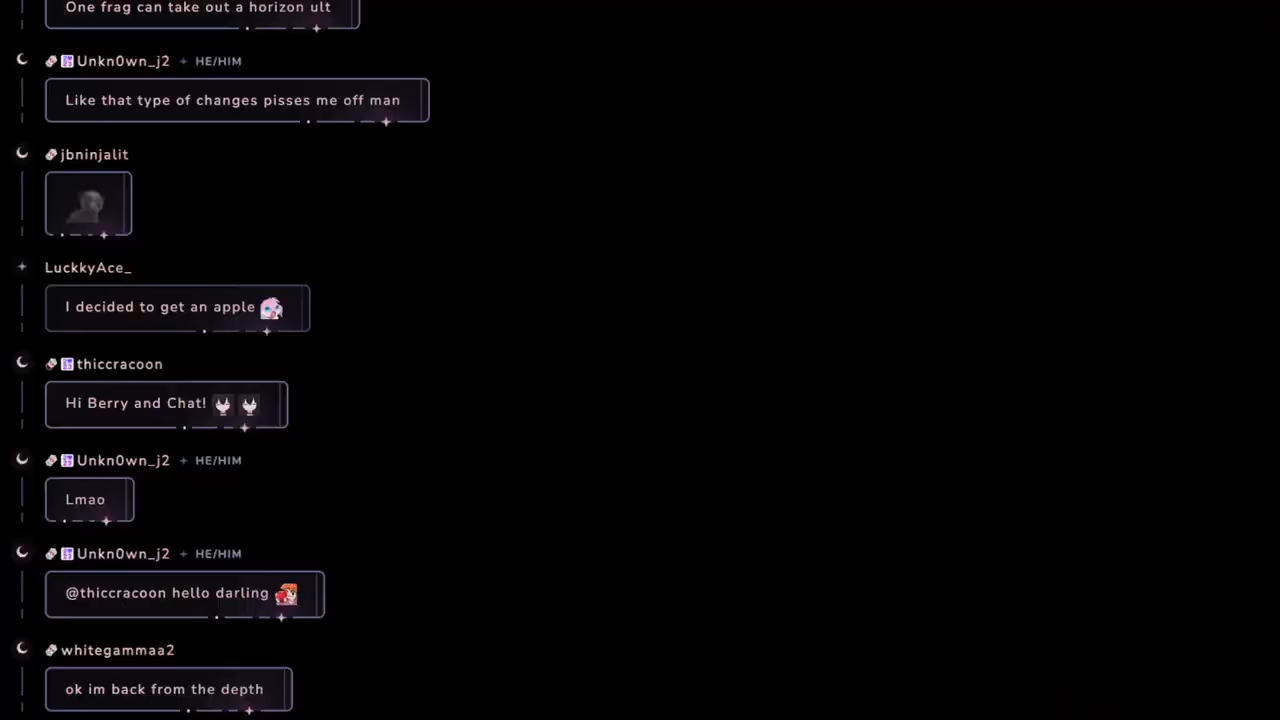 One frag can take out a horizon ult
Unkn0wn_j2 + HE/HIM
Like that type of changes pisses me off man
jbninjalit
LuckkyAce_
I decided to get an apple
thiccracoon
Hi Berry and Chat!
Unkn0wn_j2 + HE/HIM
Lmao
Unkn0wn_j2 + HE/HIM
@thiccracoon hello darling
whitegammaa2
ok im back from the depth